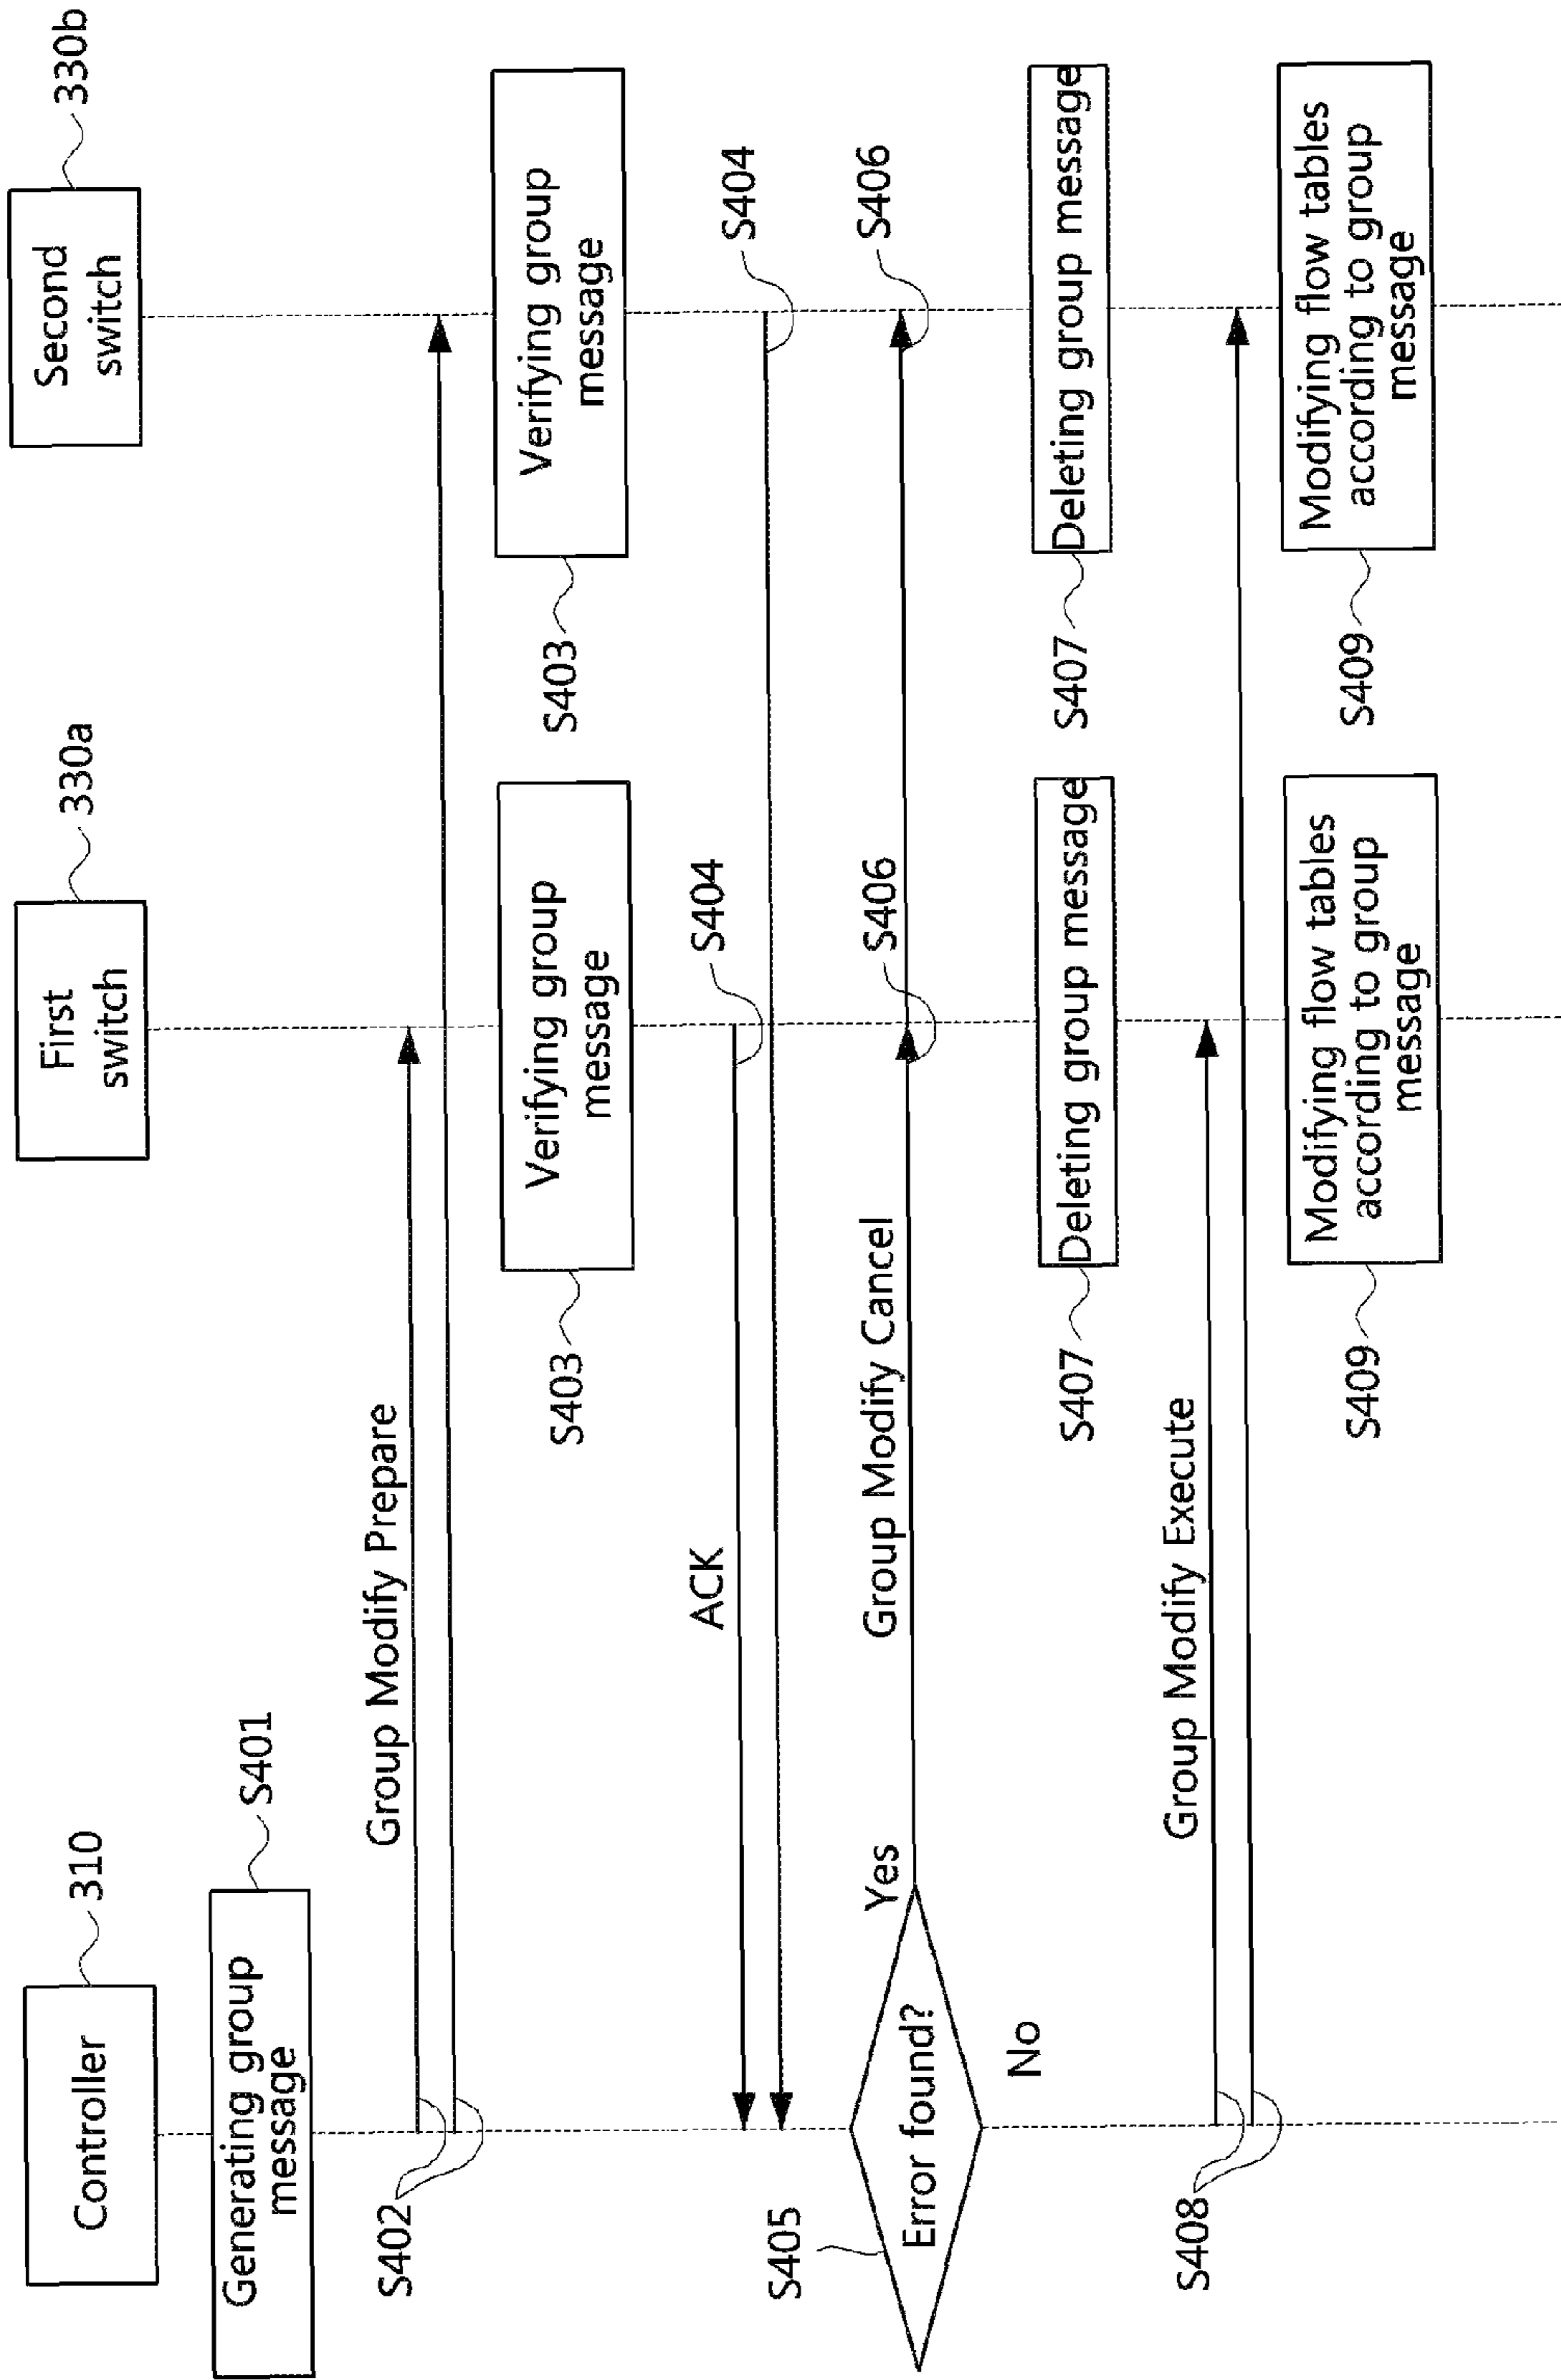 Controller
310
First
switch
330a
Second
switch
330b
Generating group
message
S401
S402
Group Modify Prepare
S403
Verifying group
message
S403
Verifying group
message
ACK
S404
S404
S405
Error found?
Yes
No
Group Modify Cancel
S406
S406
S407
Deleting group message
S407
Deleting group message
S408
Group Modify Execute
S409
Modifying flow tables
according to group
message
S409
Modifying flow tables
according to group
message